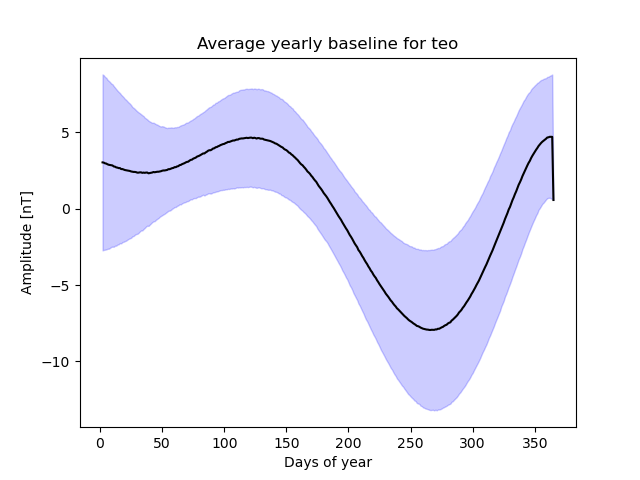 Average yearly baseline for teo
Amplitude [nT]
5
0
−5
−10
0 50 100 150 200 250 300 350
Days of year